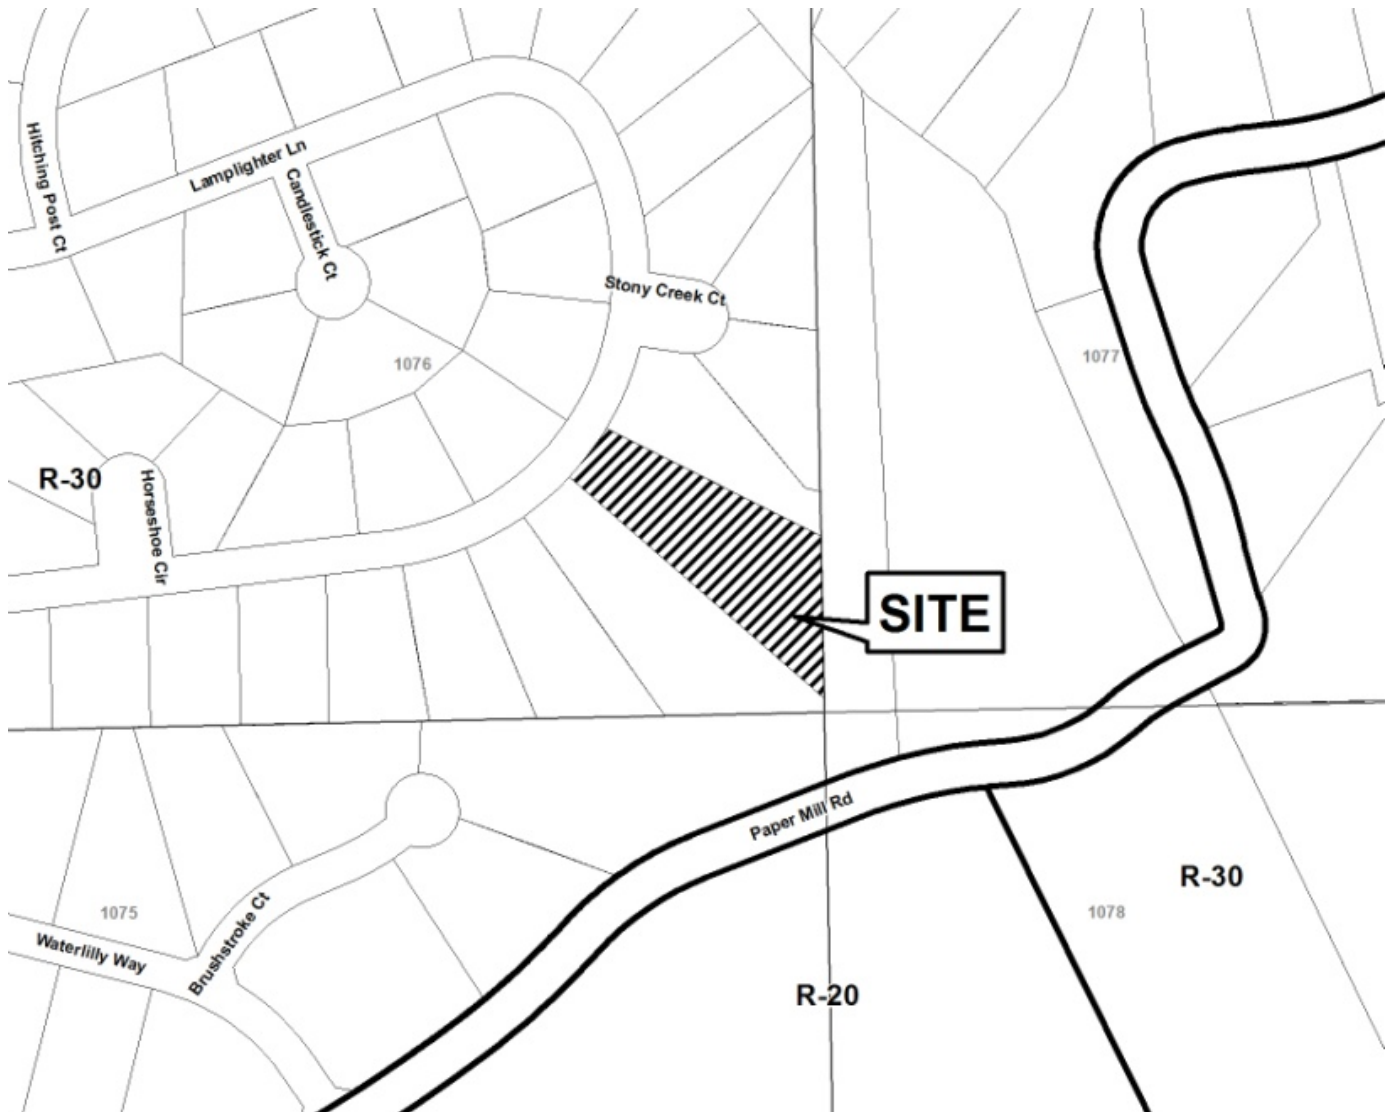 Hitching Post Ct
Lamplighter Ln
Candlestick Ct
Stony Creek Ct
1076
1077
R-30
Horseshoe Cir
SITE
Paper Mill Rd
R-30
1075
1078
Brushstroke Ct
Waterlilly Way
R-20